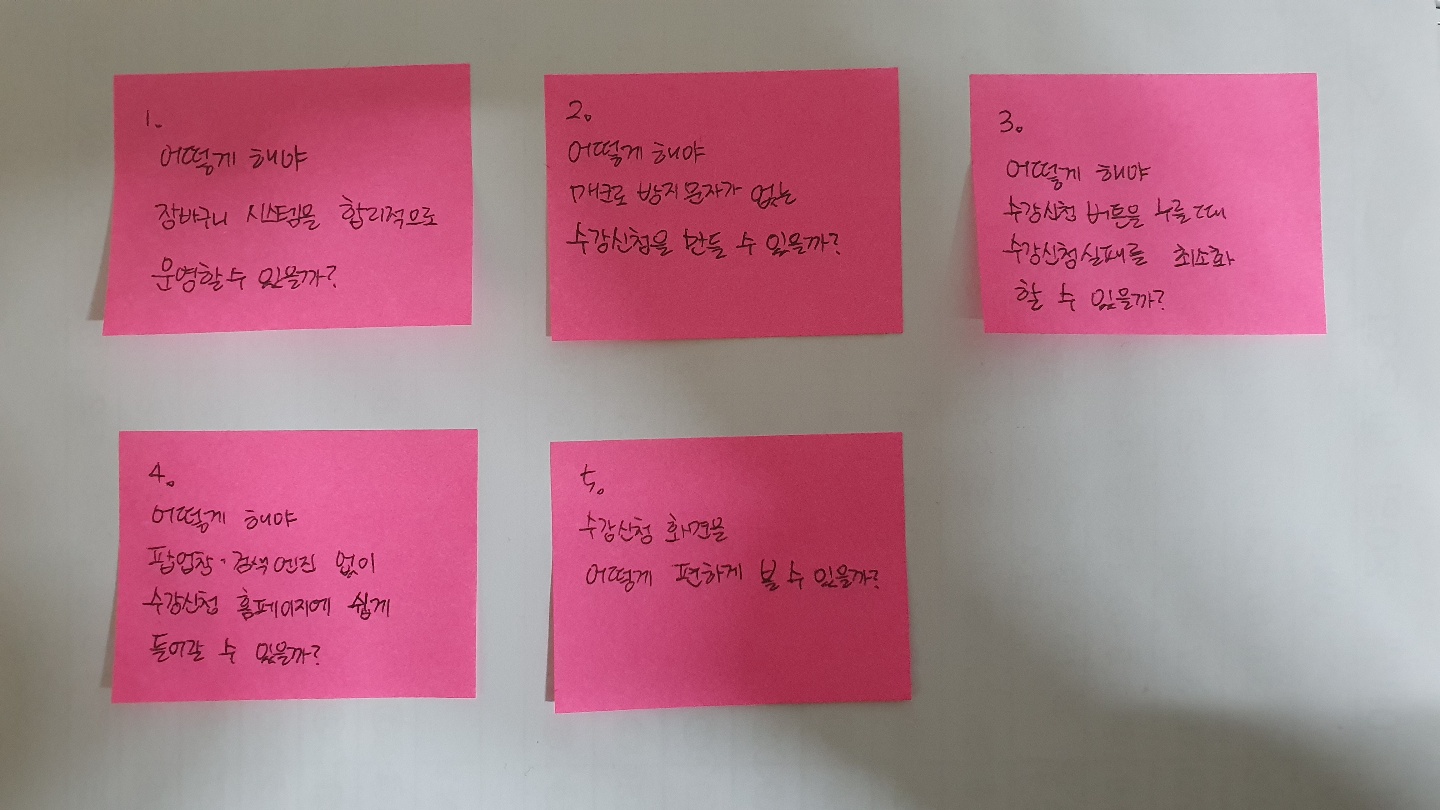 1.
어떻게 해야
장바구니 시스템을 합리적으로
운영할 수 있을까?
2.
어떻게 해야
매크로 방지문자가 없는
수강신청을 만들 수 있을까?
3.
어떻게 해야
수강신청 버튼을 누를 때
수강신청 실패를 최소화
할 수 있을까?
4.
어떻게 해야
팝업창·검색엔진 없이
수강신청 홈페이지에 쉽게
들어갈 수 있을까?
5.
수강신청 화면을
어떻게 편하게 볼 수 있을까?